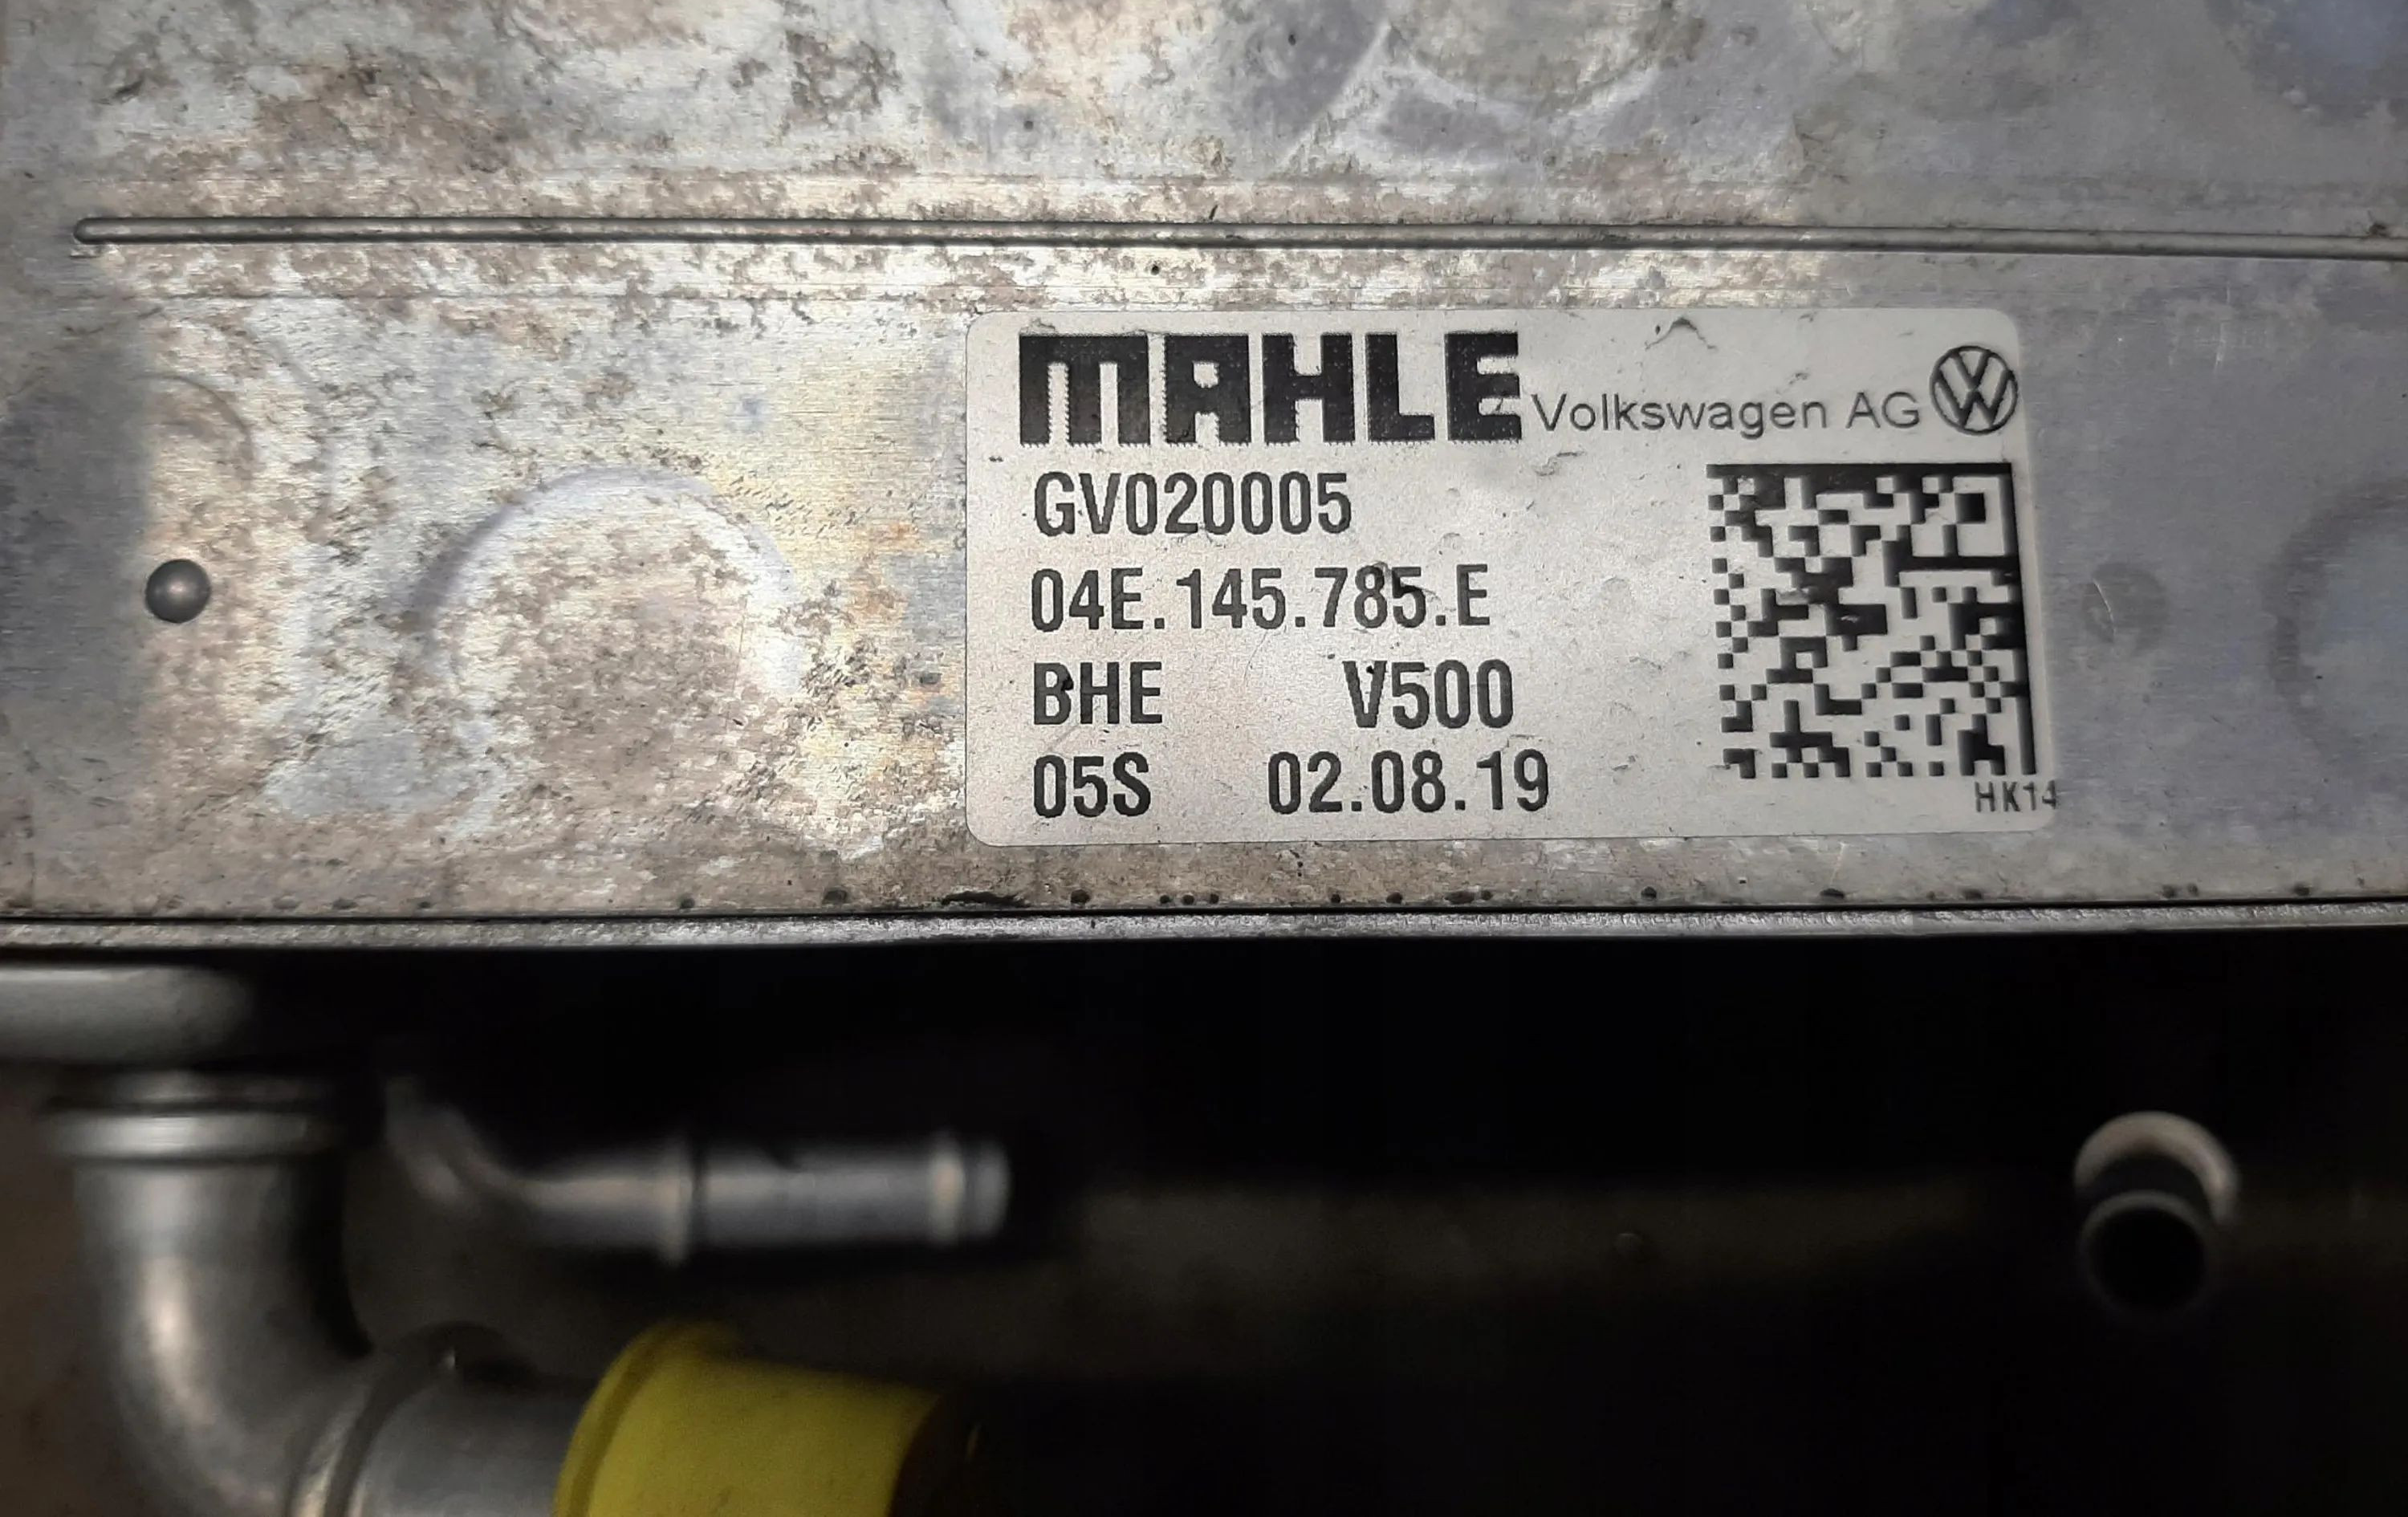 MAHLE Volkswagen AG
GV020005
04E.145.785.E
BHE V500
05S 02.08.19
HK14